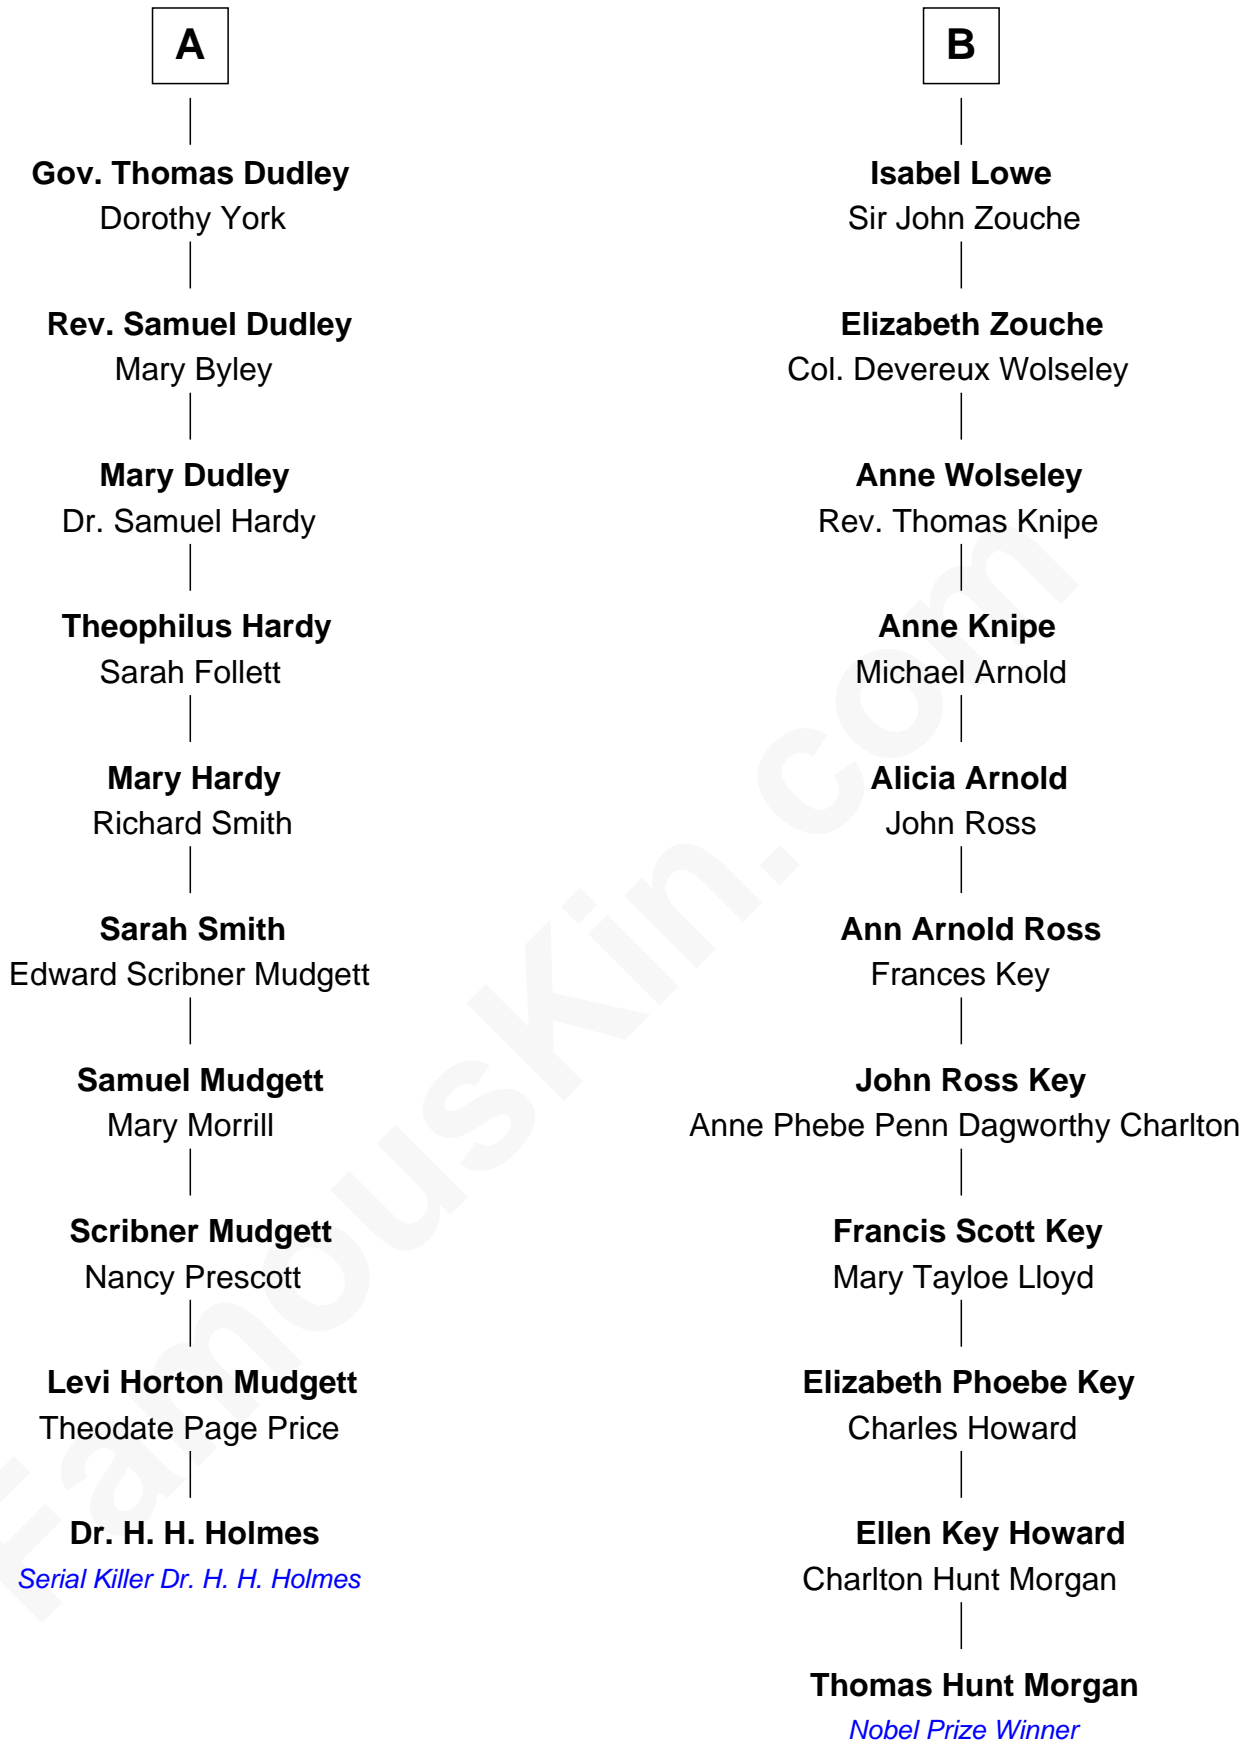 A
Gov. Thomas Dudley
Dorothy York
Rev. Samuel Dudley
Mary Byley
Mary Dudley
Dr. Samuel Hardy
Theophilus Hardy
Sarah Follett
Mary Hardy
Richard Smith
Sarah Smith
Edward Scribner Mudgett
Samuel Mudgett
Mary Morrill
Scribner Mudgett
Nancy Prescott
Levi Horton Mudgett
Theodate Page Price
Dr. H. H. Holmes
Serial Killer Dr. H. H. Holmes
B
Isabel Lowe
Sir John Zouche
Elizabeth Zouche
Col. Devereux Wolseley
Anne Wolseley
Rev. Thomas Knipe
Anne Knipe
Michael Arnold
Alicia Arnold
John Ross
Ann Arnold Ross
Frances Key
John Ross Key
Anne Phebe Penn Dagworthy Charlton
Francis Scott Key
Mary Tayloe Lloyd
Elizabeth Phoebe Key
Charles Howard
Ellen Key Howard
Charlton Hunt Morgan
Thomas Hunt Morgan
Nobel Prize Winner
FamousKin.com